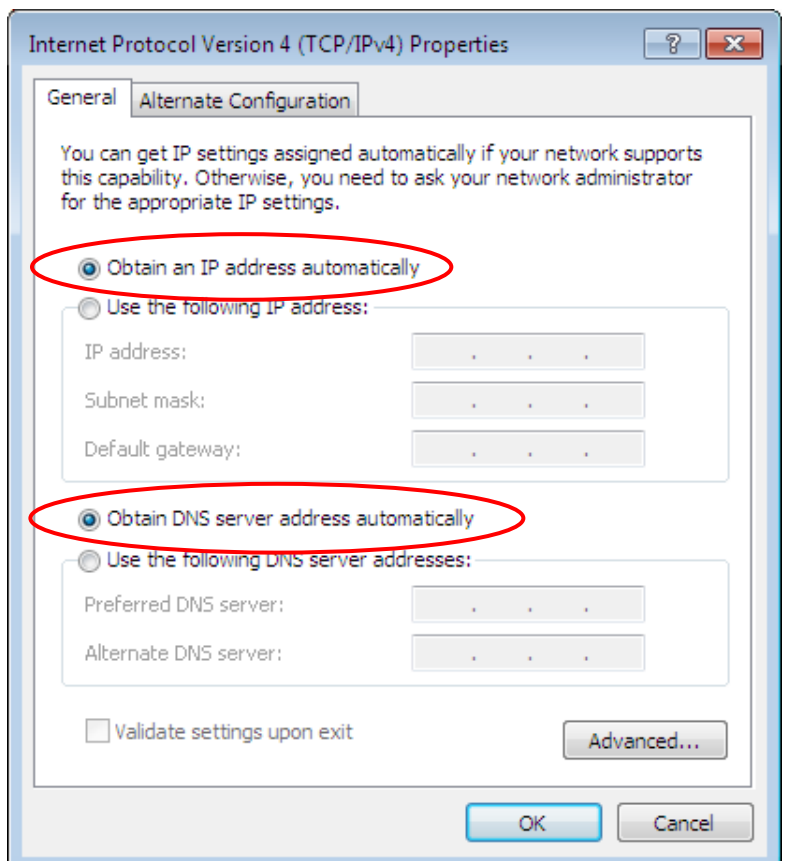 Internet Protocol Version 4 (TCP/IPv4) Properties
?
General
Alternate Configuration
You can get IP settings assigned automatically if your network supports
this capability. Otherwise, you need to ask your network administrator
for the appropriate IP settings.
Obtain an IP address automatically
Use the following IP address:
IP address:
. . .
Subnet mask:
. . .
Default gateway:
. . .
Obtain DNS server address automatically
Use the following DNS server addresses:
Preferred DNS server:
. . .
Alternate DNS server:
. . .
Validate settings upon exit
Advanced...
OK
Cancel